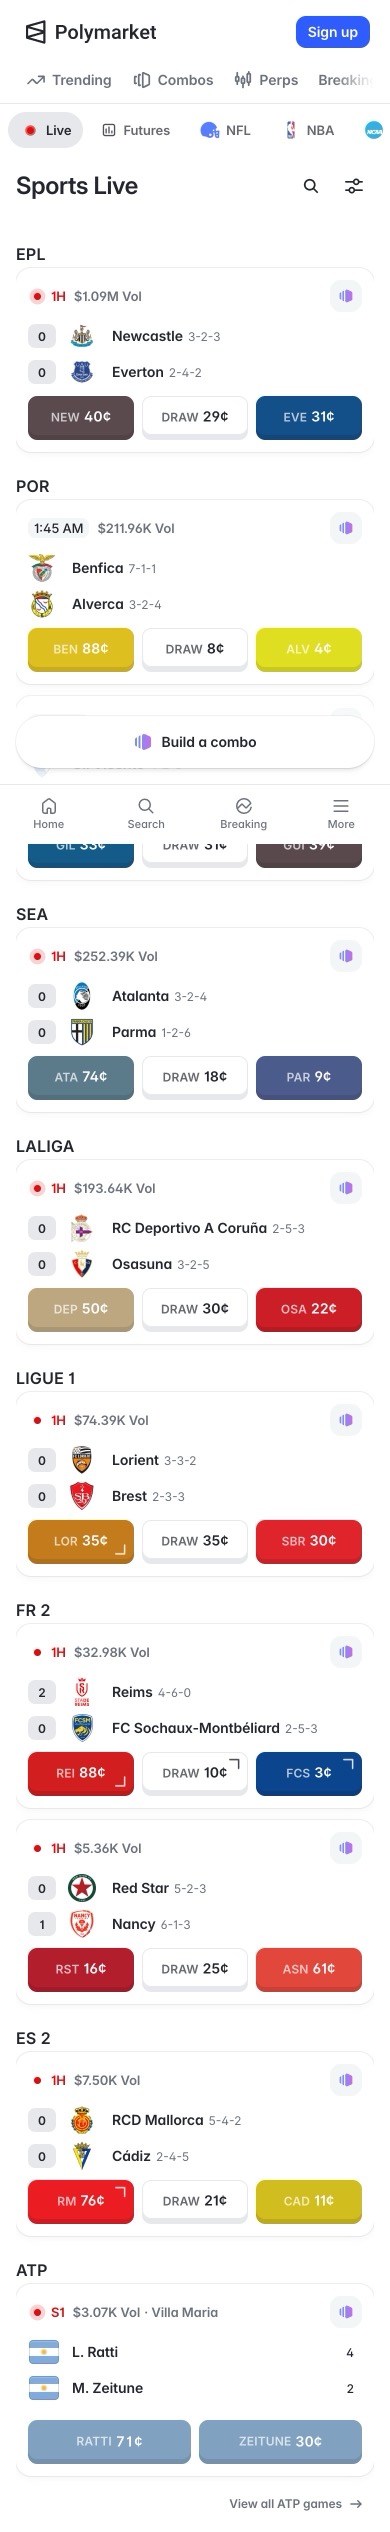 Polymarket
Sign up
Trending Combos Perps Breaking
Live Futures NFL NBA
Sports Live
EPL
1H $1.09M Vol
0 Newcastle 3-2-3
0 Everton 2-4-2
NEW 40¢ DRAW 29¢ EVE 31¢
POR
1:45 AM $211.96K Vol
Benfica 7-1-1
Alverca 3-2-4
BEN 88¢ DRAW 8¢ ALV 4¢
Build a combo
Home Search Breaking More
GIL 33¢ DRAW 31¢ GUI 39¢
SEA
1H $252.39K Vol
0 Atalanta 3-2-4
0 Parma 1-2-6
ATA 74¢ DRAW 18¢ PAR 9¢
LALIGA
1H $193.64K Vol
0 RC Deportivo A Coruña 2-5-3
0 Osasuna 3-2-5
DEP 50¢ DRAW 30¢ OSA 22¢
LIGUE 1
1H $74.39K Vol
0 Lorient 3-3-2
0 Brest 2-3-3
LOR 35¢ DRAW 35¢ SBR 30¢
FR 2
1H $32.98K Vol
2 Reims 4-6-0
0 FC Sochaux-Montbéliard 2-5-3
REI 88¢ DRAW 10¢ FCS 3¢
1H $5.36K Vol
0 Red Star 5-2-3
1 Nancy 6-1-3
RST 16¢ DRAW 25¢ ASN 61¢
ES 2
1H $7.50K Vol
0 RCD Mallorca 5-4-2
0 Cádiz 2-4-5
RM 76¢ DRAW 21¢ CAD 11¢
ATP
S1 $3.07K Vol · Villa Maria
L. Ratti 4
M. Zeitune 2
RATTI 71¢ ZEITUNE 30¢
View all ATP games →